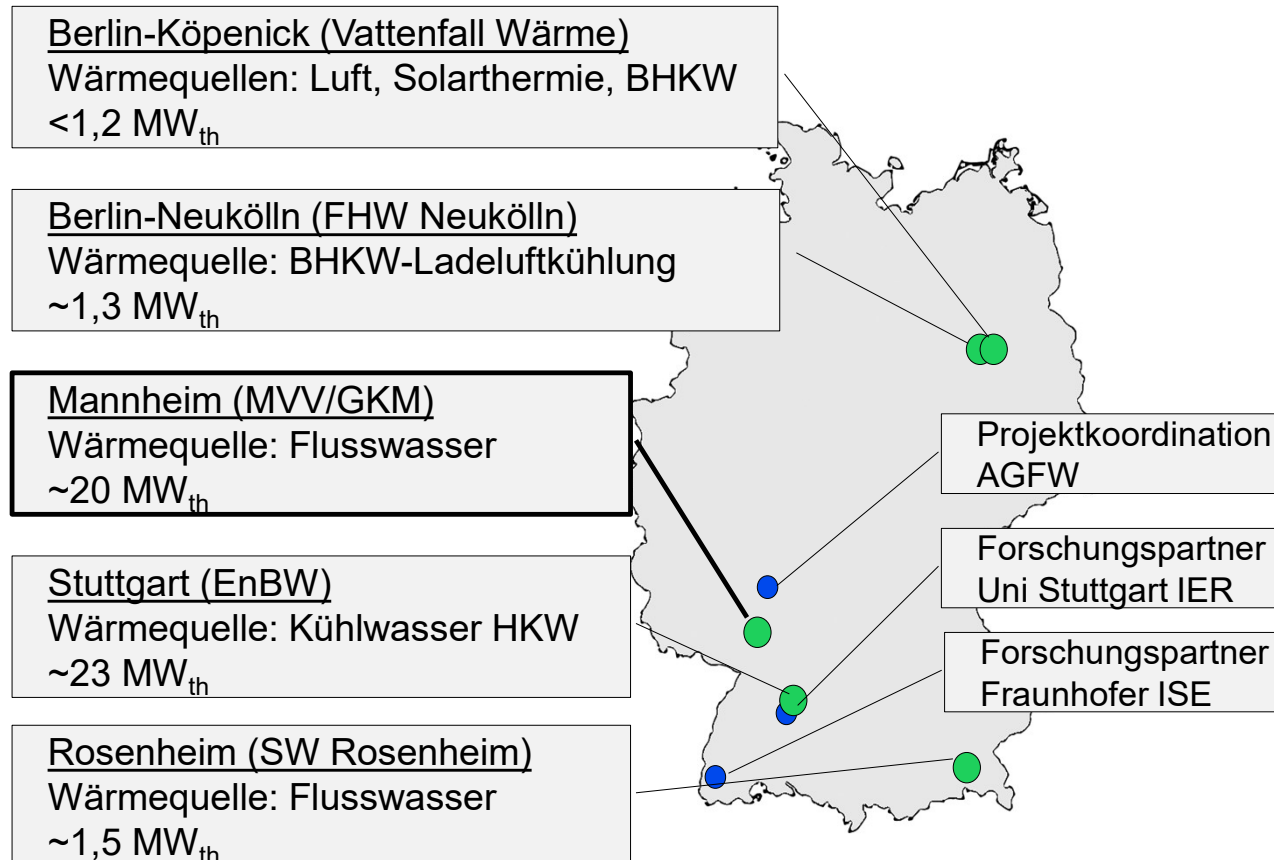 Berlin-Köpenick (Vattenfall Wärme)
Wärmequellen: Luft, Solarthermie, BHKW
<1,2 MWth
Berlin-Neukölln (FHW Neukölln)
Wärmequelle: BHKW-Ladeluftkühlung
~1,3 MWth
Mannheim (MVV/GKM)
Wärmequelle: Flusswasser
~20 MWth
Stuttgart (EnBW)
Wärmequelle: Kühlwasser HKW
~23 MWth
Rosenheim (SW Rosenheim)
Wärmequelle: Flusswasser
~1,5 MWth
Projektkoordination
AGFW
Forschungspartner
Uni Stuttgart IER
Forschungspartner
Fraunhofer ISE